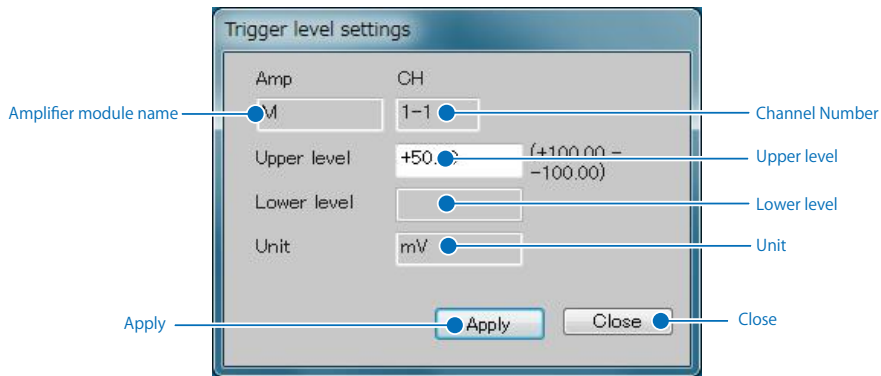 Trigger level settings
Amp CH
Amplifier module name M 1-1 Channel Number
Upper level (+100.00 - Upper level
-100.00)
Lower level Lower level
Unit mV Unit
Apply Apply Close Close